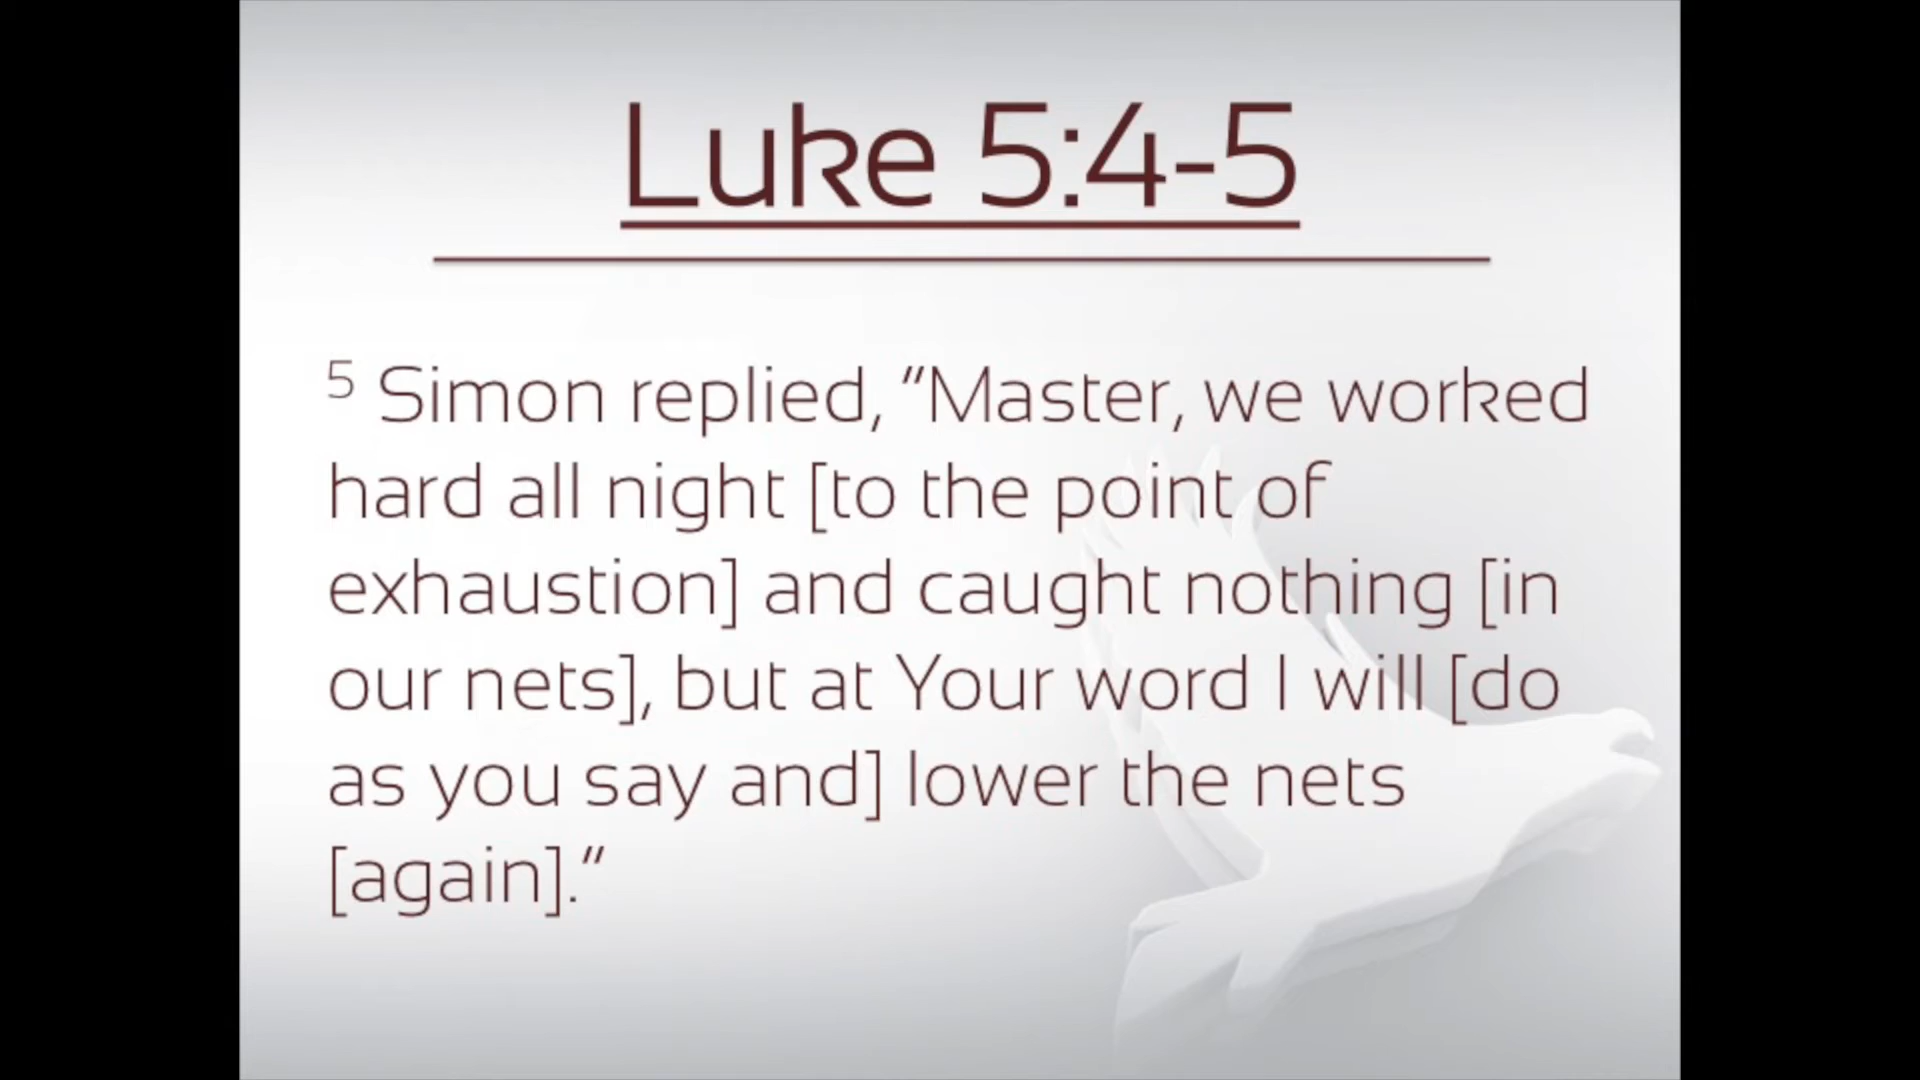 Luke 5:4-5
5 Simon replied, “Master, we worked
hard all night [to the point of
exhaustion] and caught nothing [in
our nets], but at Your word I will [do
as you say and] lower the nets
[again].”